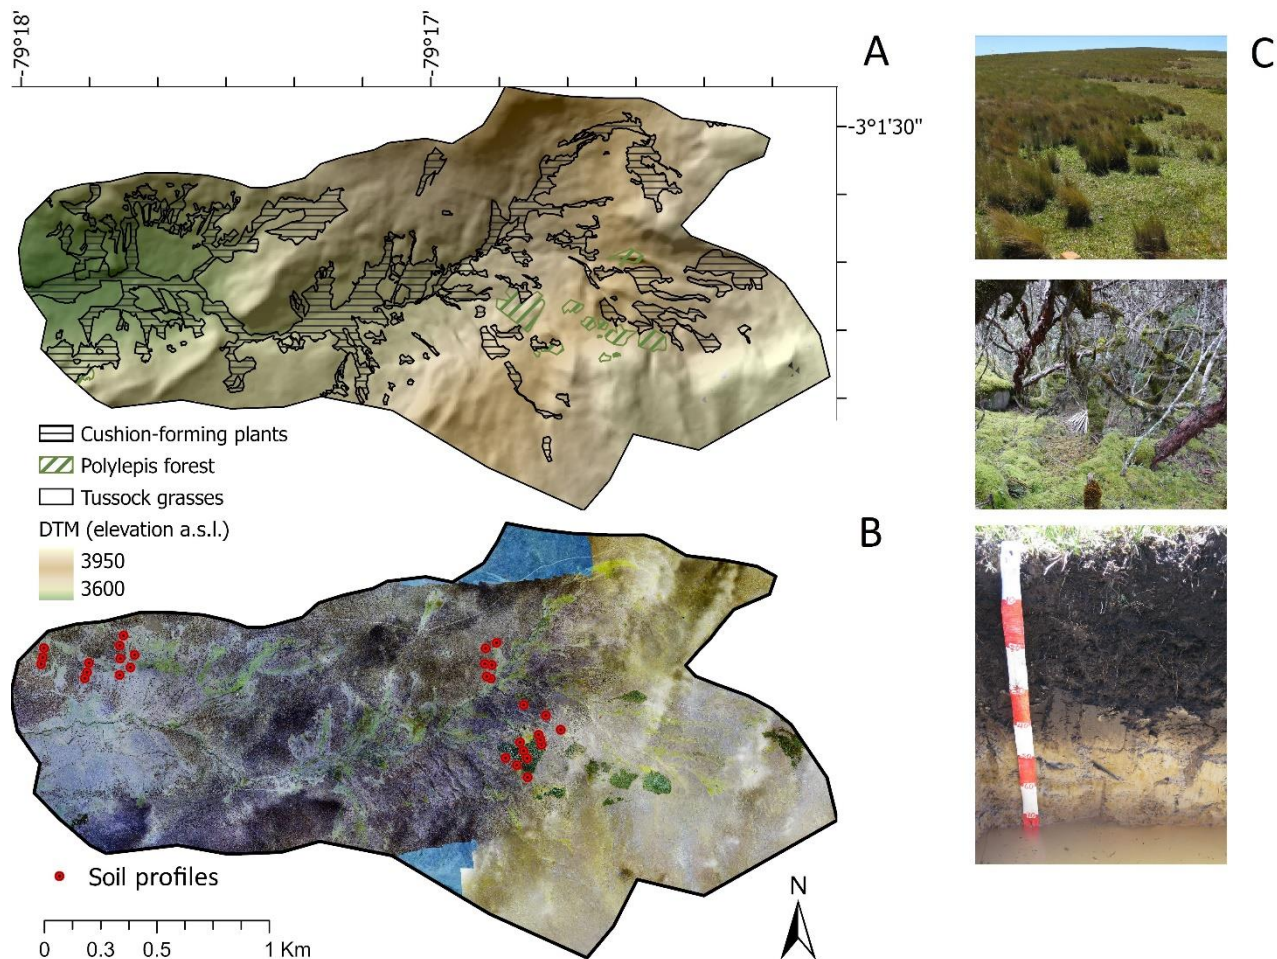 -79°18'
-79°17'
A
-3°1'30"
C
Cushion-forming plants
Polylepis forest
Tussock grasses
DTM (elevation a.s.l.)
3950
3600
B
Soil profiles
N
0 0.3 0.5 1 Km